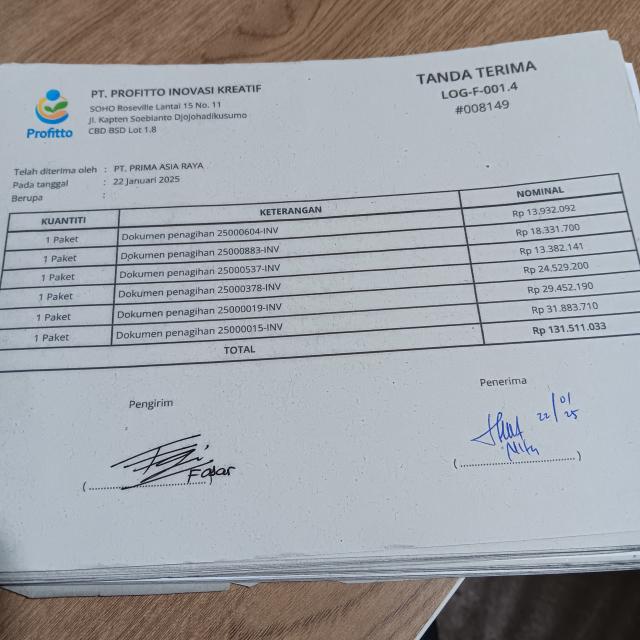 Profitto
PT. PROFITTO INOVASI KREATIF
SOHO Roseville Lantai 15 No. 11
Jl. Kapten Soebianto Djojohadikusumo
CBD BSD Lot 1.8
TANDA TERIMA
LOG-F-001.4
#008149
Telah diterima oleh : PT. PRIMA ASIA RAYA
Pada tanggal : 22 Januari 2025
Berupa :
KUANTITI KETERANGAN NOMINAL
1 Paket Dokumen penagihan 25000604-INV Rp 13.932.092
1 Paket Dokumen penagihan 25000883-INV Rp 18.331.700
1 Paket Dokumen penagihan 25000537-INV Rp 13.382.141
1 Paket Dokumen penagihan 25000378-INV Rp 24.529.200
1 Paket Dokumen penagihan 25000019-INV Rp 29.452.190
1 Paket Dokumen penagihan 25000015-INV Rp 31.883.710
TOTAL Rp 131.511.033
Pengirim
Penerima
22/01 25
Fajar